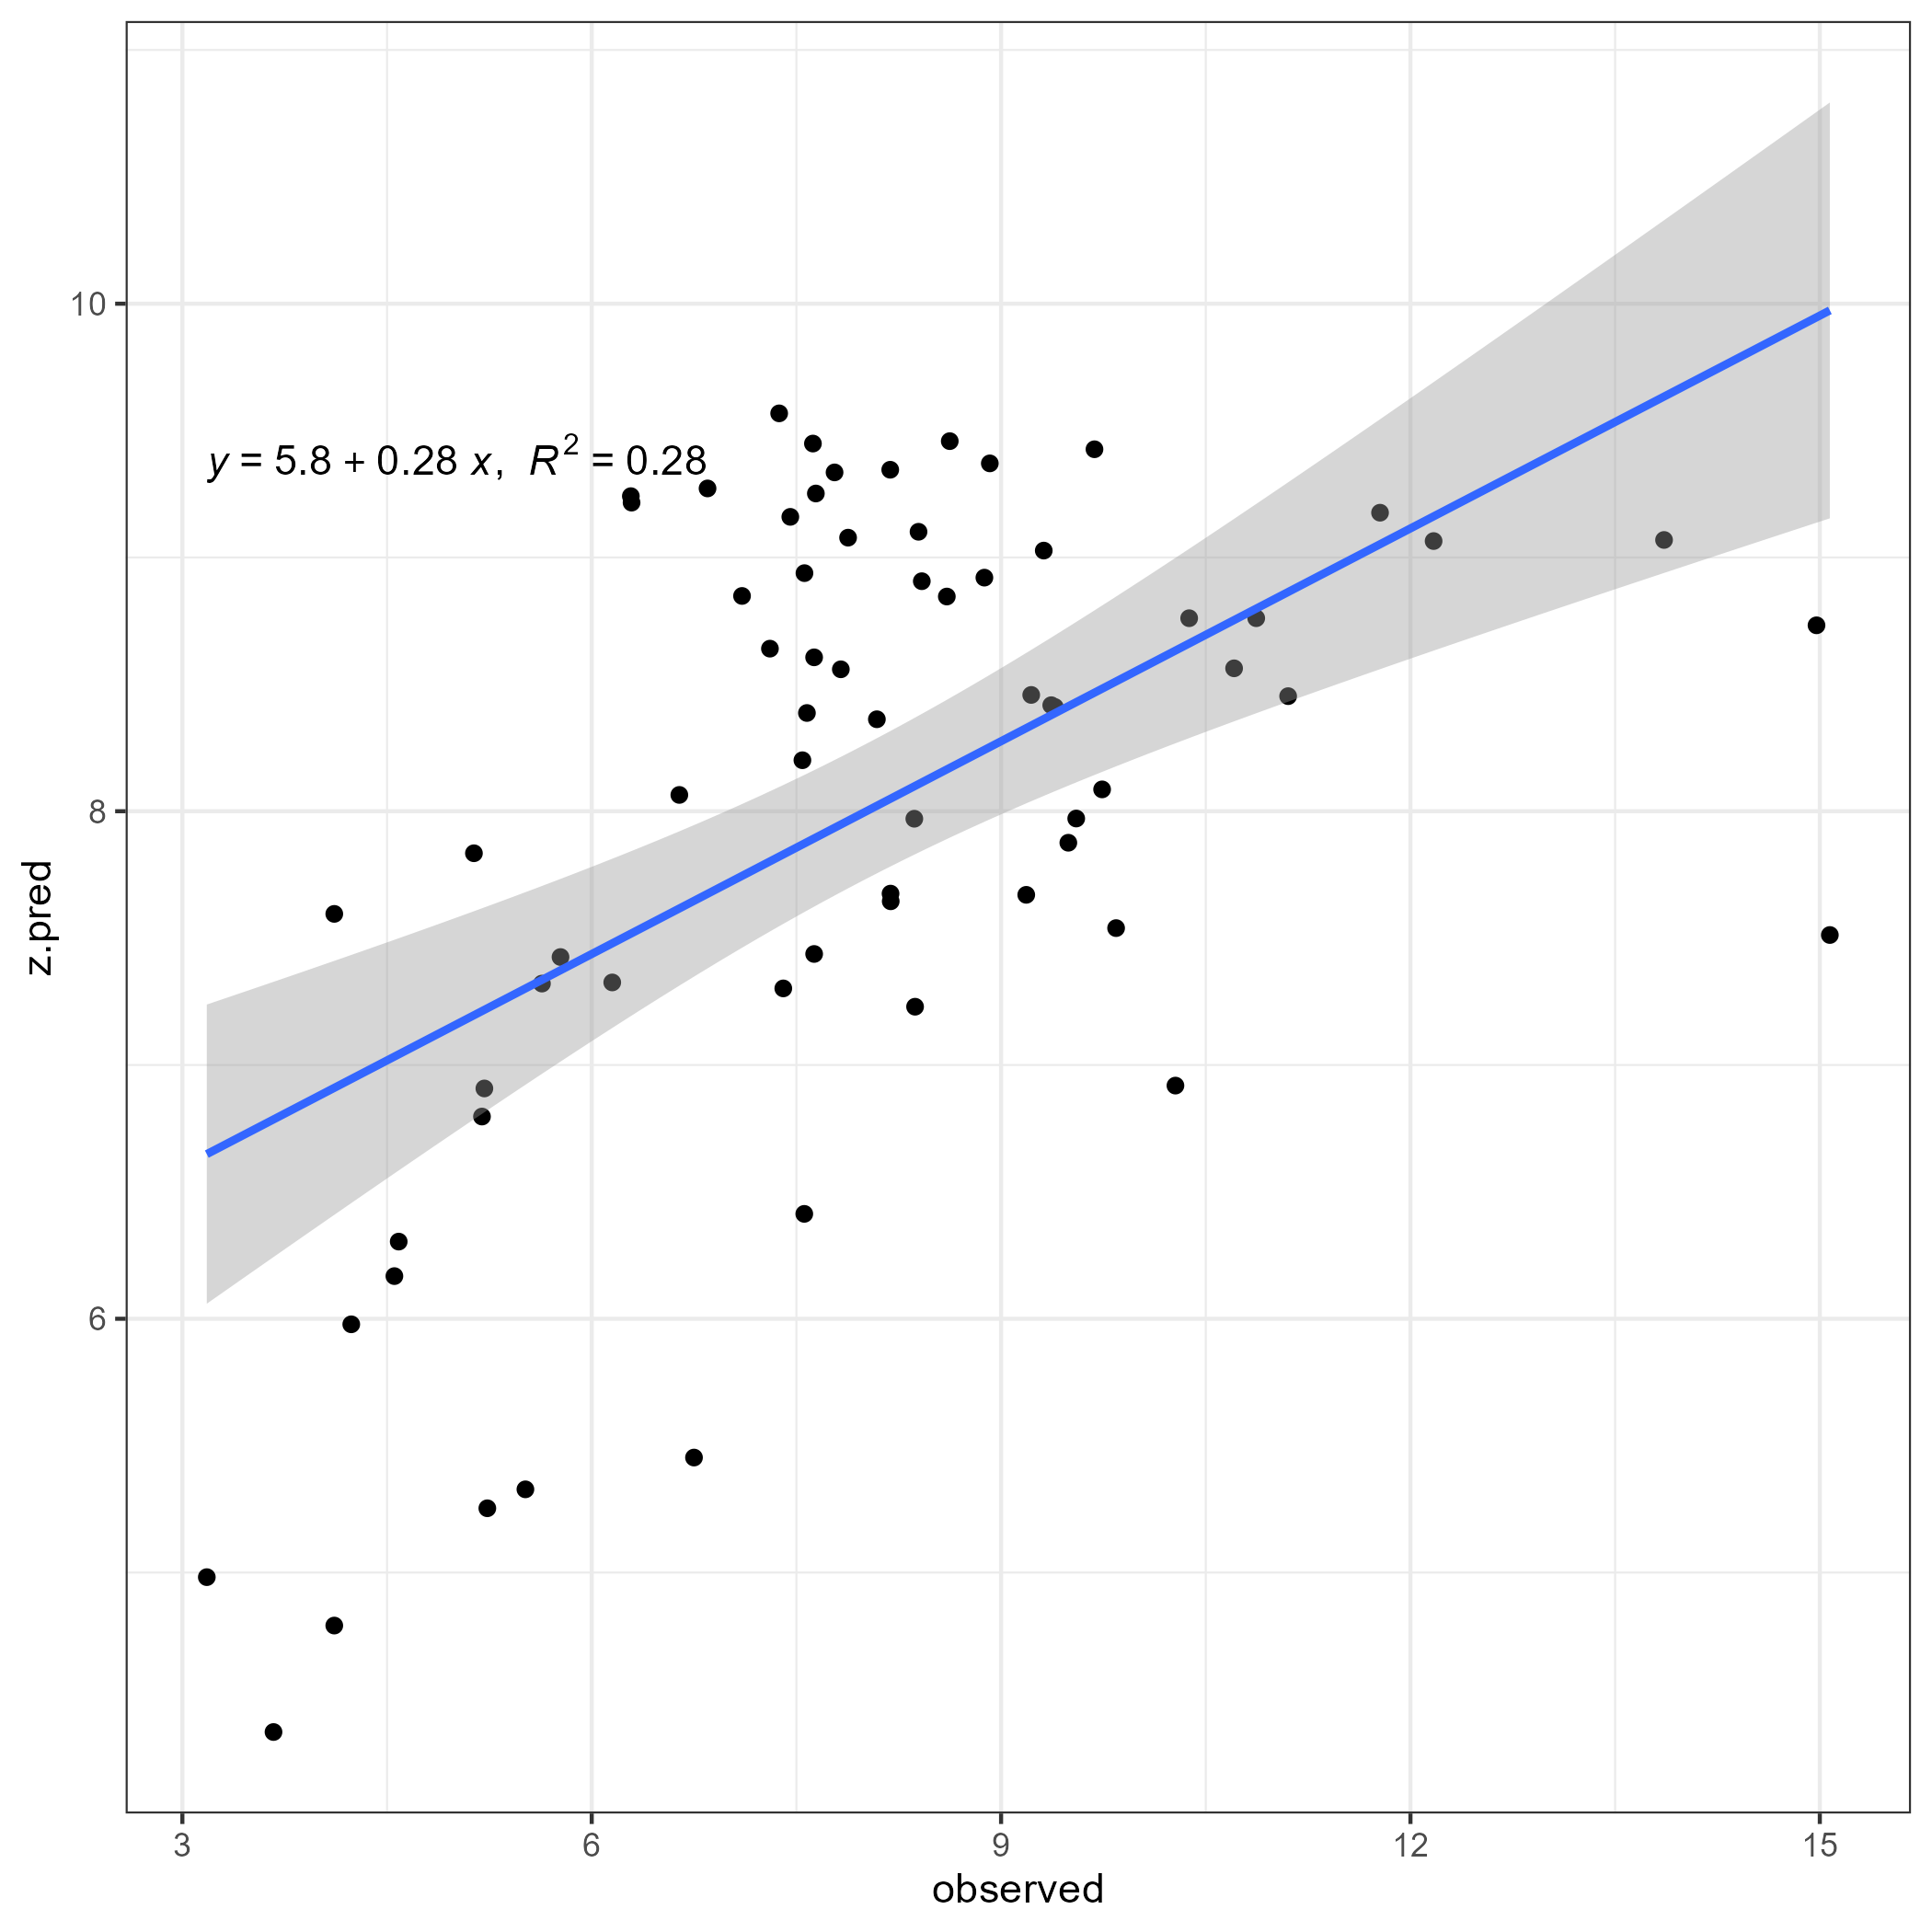 y = 5.8 + 0.28 x, R² = 0.28
10
8
6
z.pred
3 6 9 12 15
observed